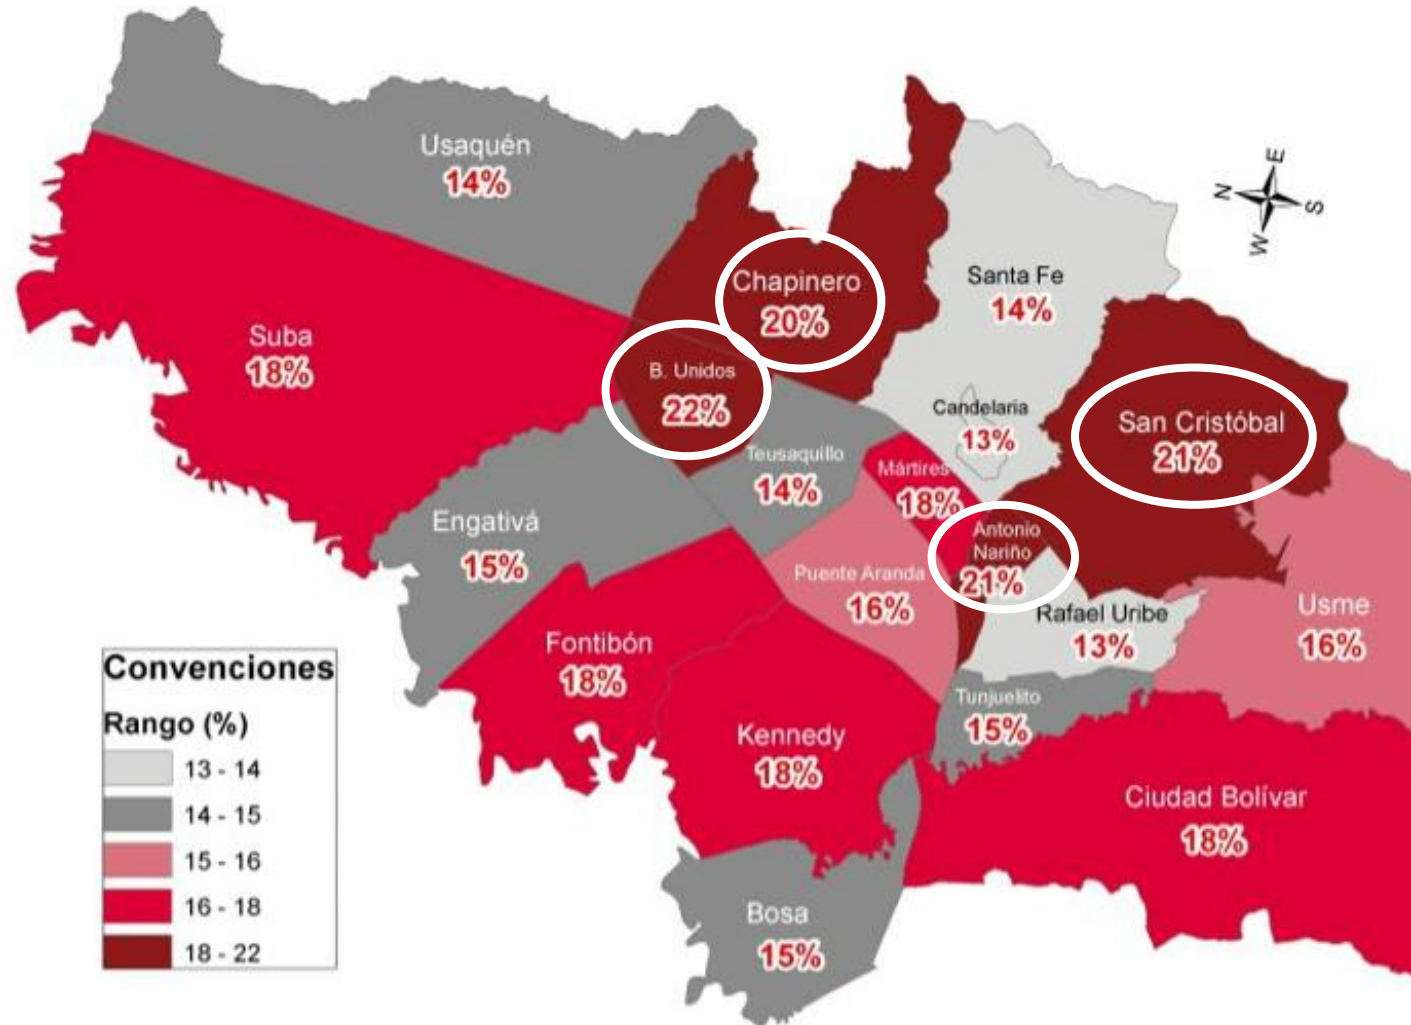 Usaquén
14%
Suba
18%
Chapinero
20%
B. Unidos
22%
Santa Fe
14%
Candelaria
13%
San Cristóbal
21%
Teusaquillo
14%
Mártires
18%
Engativá
15%
Antonio
Nariño
21%
Puente Aranda
16%
Rafael Uribe
13%
Usme
16%
Fontibón
18%
Tunjuelito
15%
Kennedy
18%
Ciudad Bolívar
18%
Bosa
15%
N
E
S
W
Convenciones
Rango (%)
13 - 14
14 - 15
15 - 16
16 - 18
18 - 22